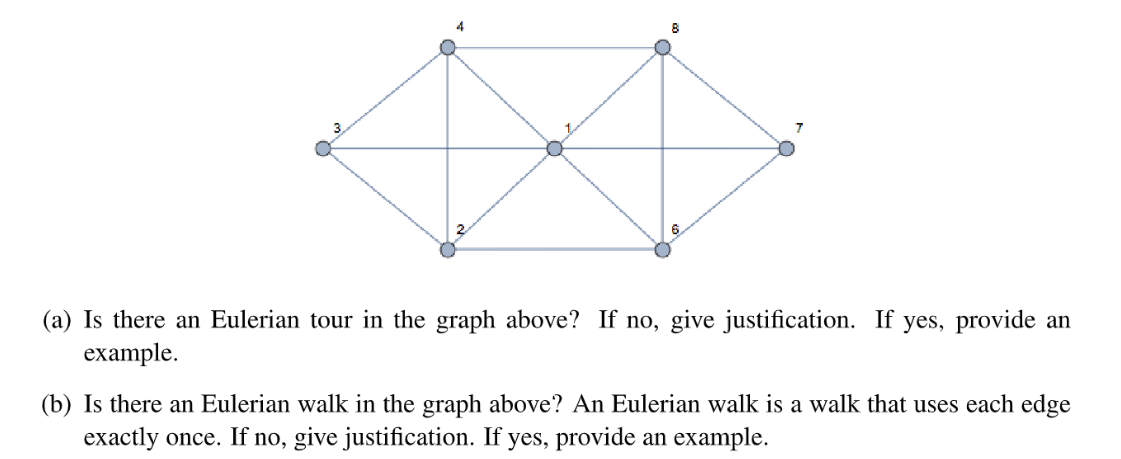 4
8
3
1
7
2
6
(a) Is there an Eulerian tour in the graph above? If no, give justification. If yes, provide an
example.
(b) Is there an Eulerian walk in the graph above? An Eulerian walk is a walk that uses each edge
exactly once. If no, give justification. If yes, provide an example.